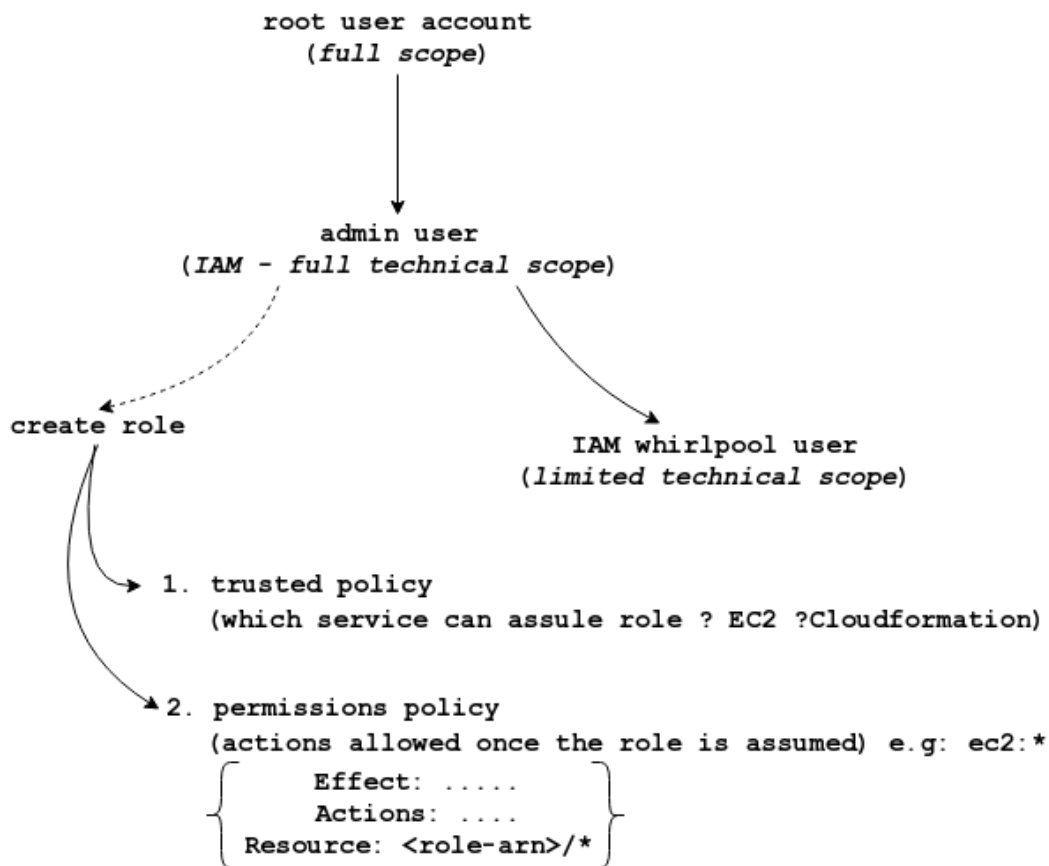 root user account
(full scope)
admin user
(IAM - full technical scope)
create role
IAM whirlpool user
(limited technical scope)
1. trusted policy
(which service can assule role ? EC2 ?Cloudformation)
2. permissions policy
(actions allowed once the role is assumed) e.g: ec2:*
Effect: .....
Actions: ....
Resource: <role-arn>/*